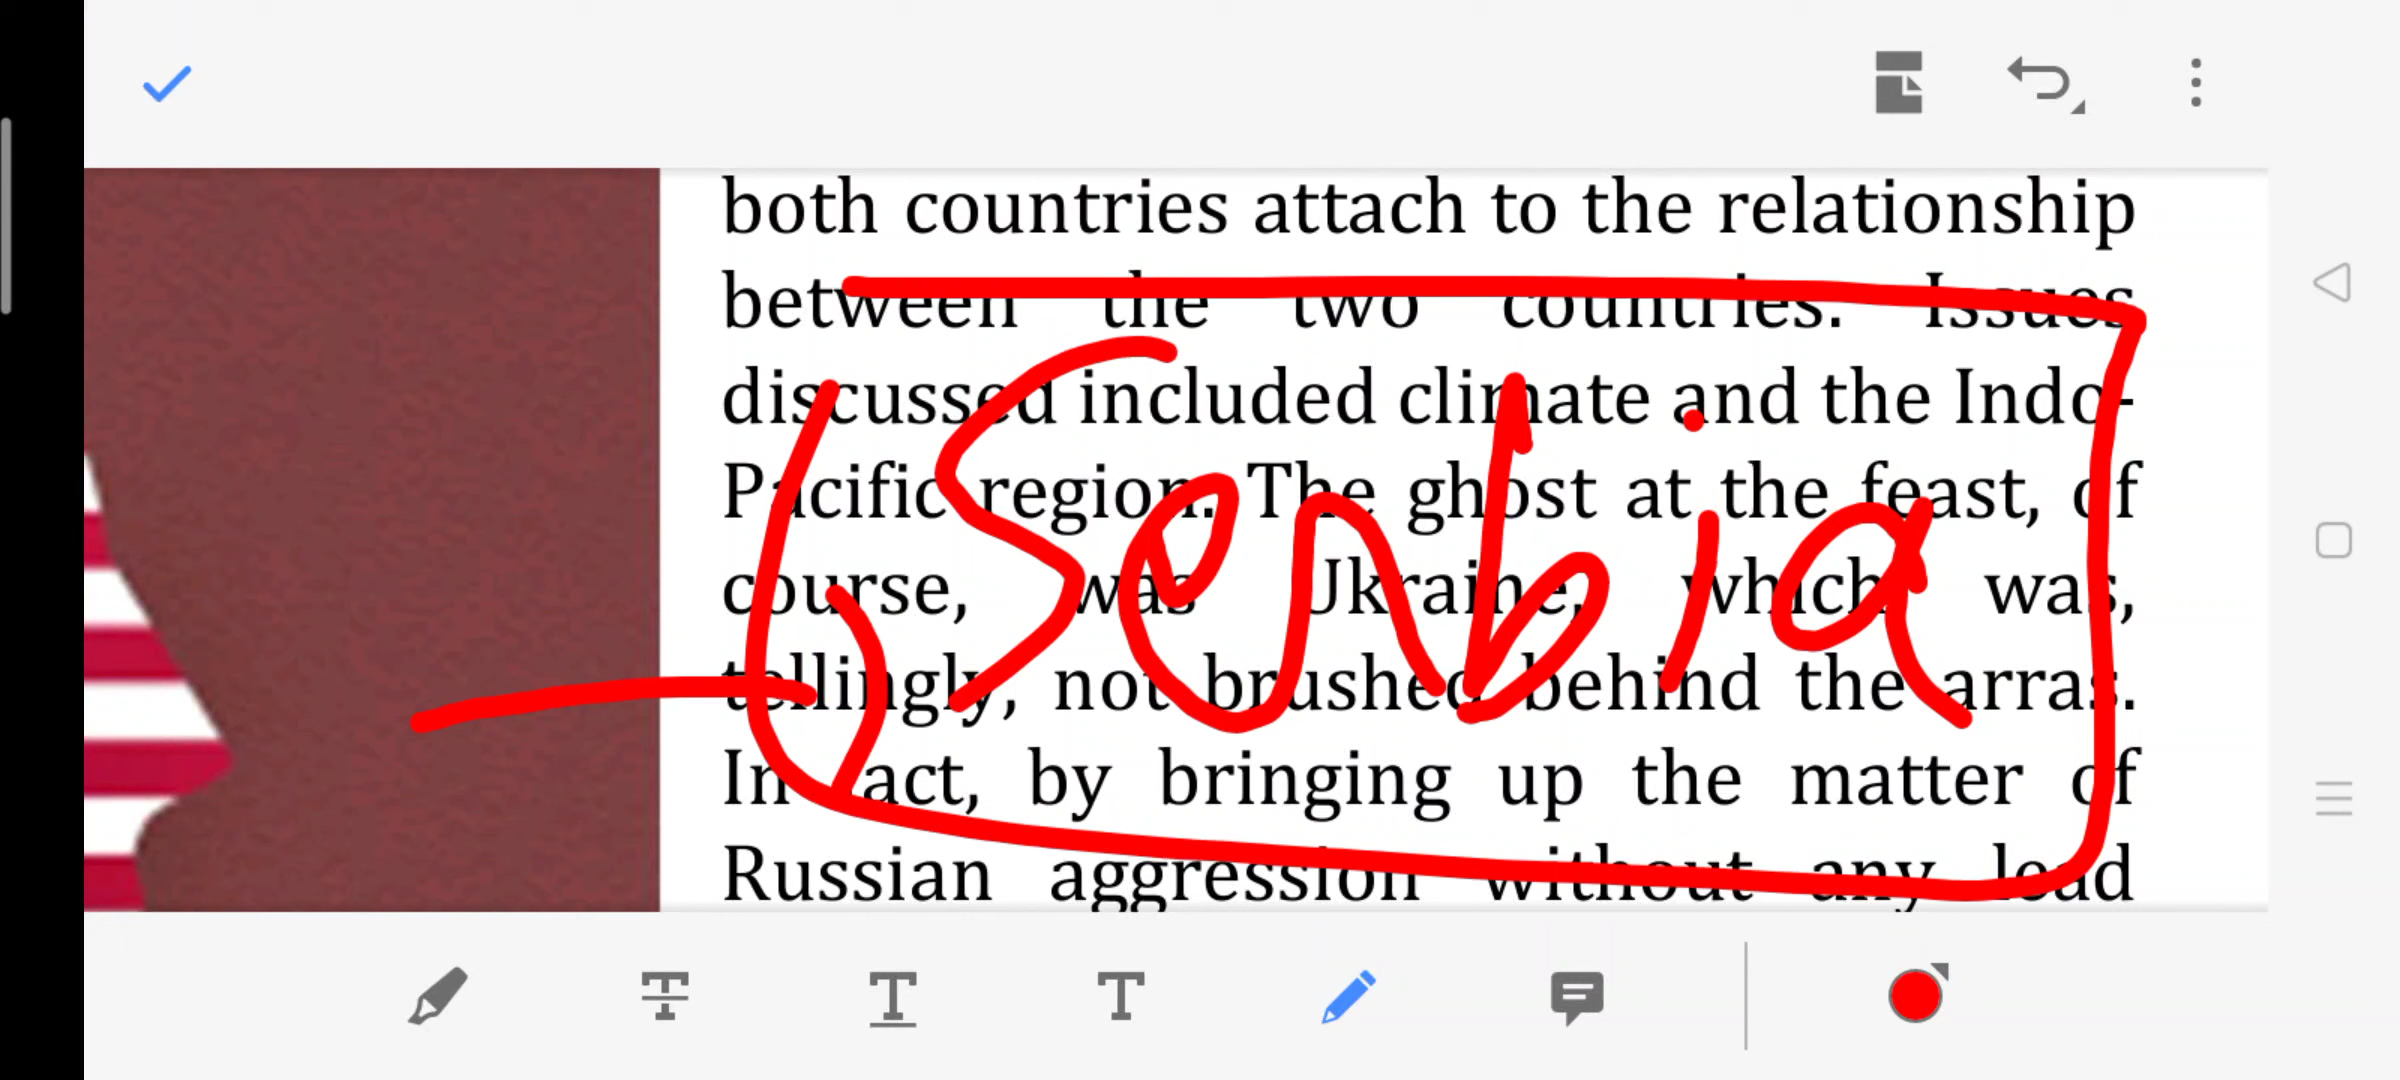 both countries attach to the relationship
between the two countries. Issues
discussed included climate and the Indo-
Pacific region. The ghost at the feast, of
course, was Ukraine, which was,
tellingly, not brushed behind the arras.
In fact, by bringing up the matter of
Russian aggression without any lead
Serbia